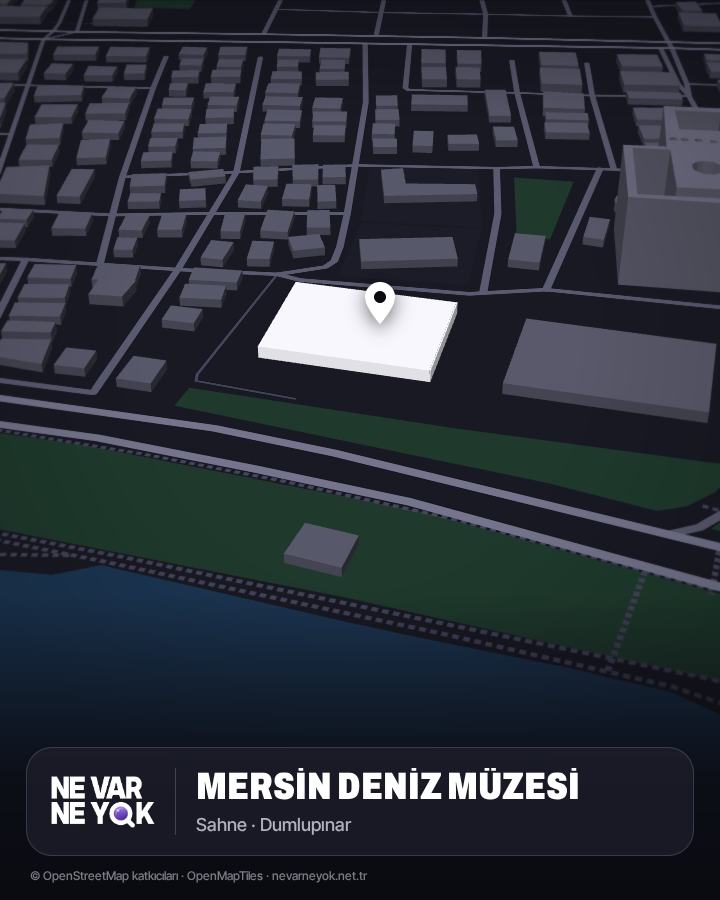 NE VAR
NE YOK
MERSİN DENİZ MÜZESİ
Sahne · Dumlupınar
© OpenStreetMap katkıcıları · OpenMapTiles · nevarneyok.net.tr